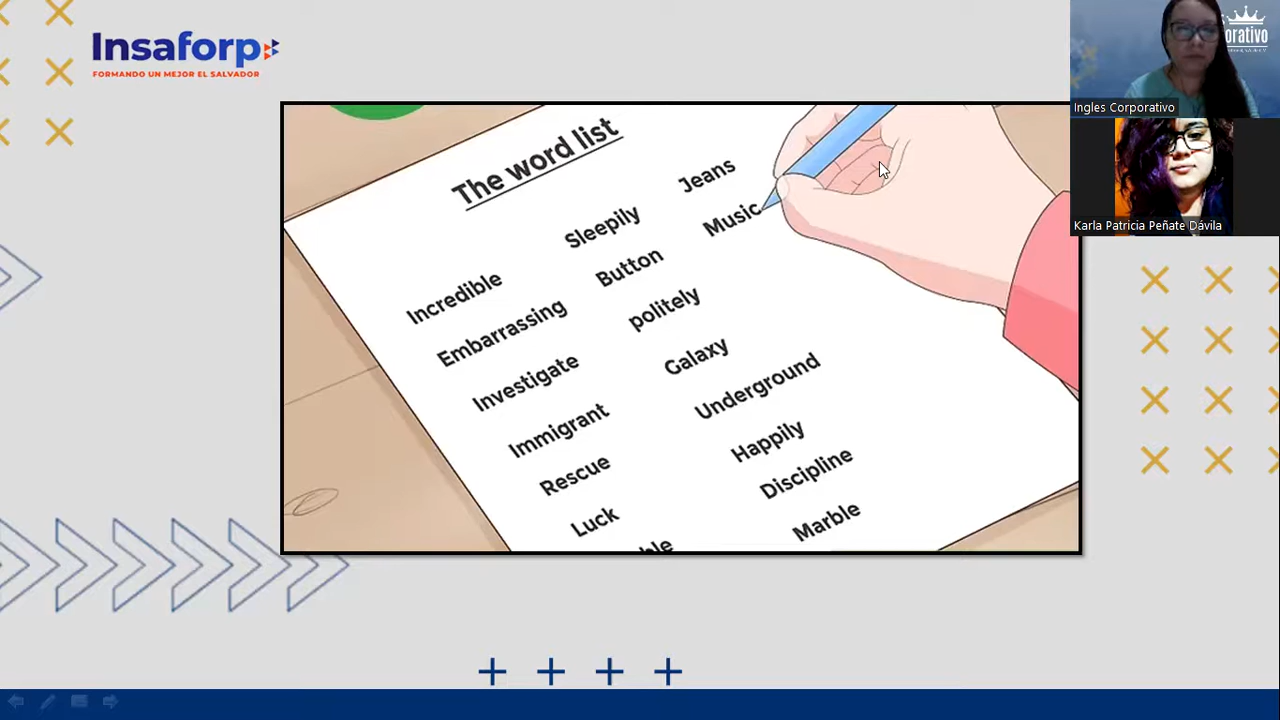 Insaforp
FORMANDO UN MEJOR EL SALVADOR
The word list
Incredible
Embarrassing
Investigate
Immigrant
Rescue
Luck
Sleepily
Button
politely
Galaxy
Underground
Happily
Discipline
Marble
Jeans
Music
Ingles Corporativo
Karla Patricia Peñate Dávila